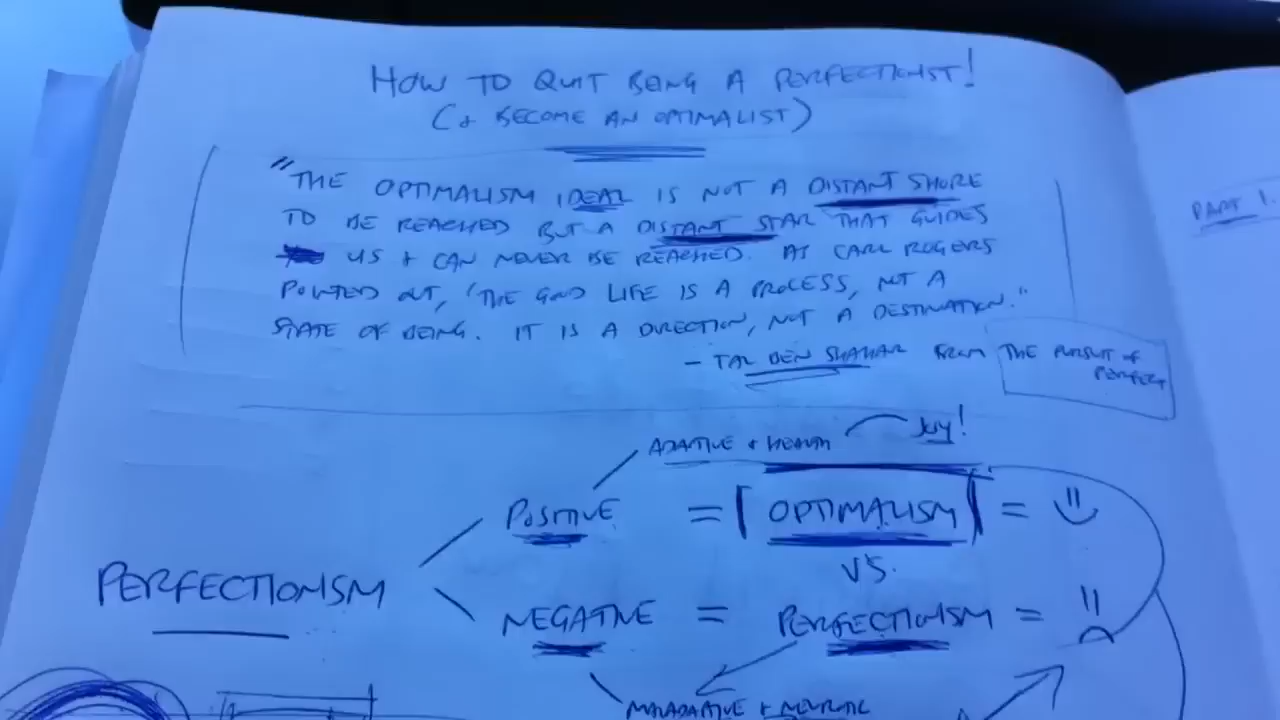 HOW TO QUIT BEING A PERFECTIONIST!
(& BECOME AN OPTIMALIST)
"THE OPTIMALISM IDEAL IS NOT A DISTANT SHORE
TO BE REACHED BUT A DISTANT STAR THAT GUIDES
US & CAN NEVER BE REACHED. AS CARL ROGERS
POINTED OUT, 'THE GOOD LIFE IS A PROCESS, NOT A
STATE OF BEING. IT IS A DIRECTION, NOT A DESTINATION."
- TAL BEN SHAHAR FROM THE PURSUIT OF
PERFECT
PART 1.
ADAPTIVE & HEALTH JOY!
POSITIVE = OPTIMALISM =
VS.
PERFECTIONISM
NEGATIVE = PERFECTIONISM =
MALADAPTIVE & NEUROTIC